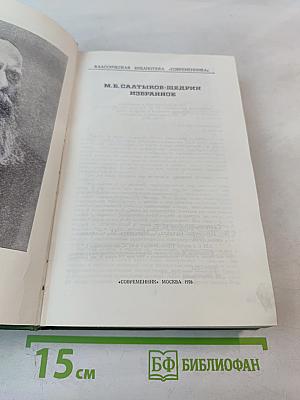 КЛАССИЧЕСКАЯ БИБЛИОТЕКА «СОВРЕМЕННИКА»
М.Е.САЛТЫКОВ-ЩЕДРИН
ИЗБРАННОЕ
«СОВРЕМЕННИК» МОСКВА 1976
15 см
БФ БИБЛИОФАН